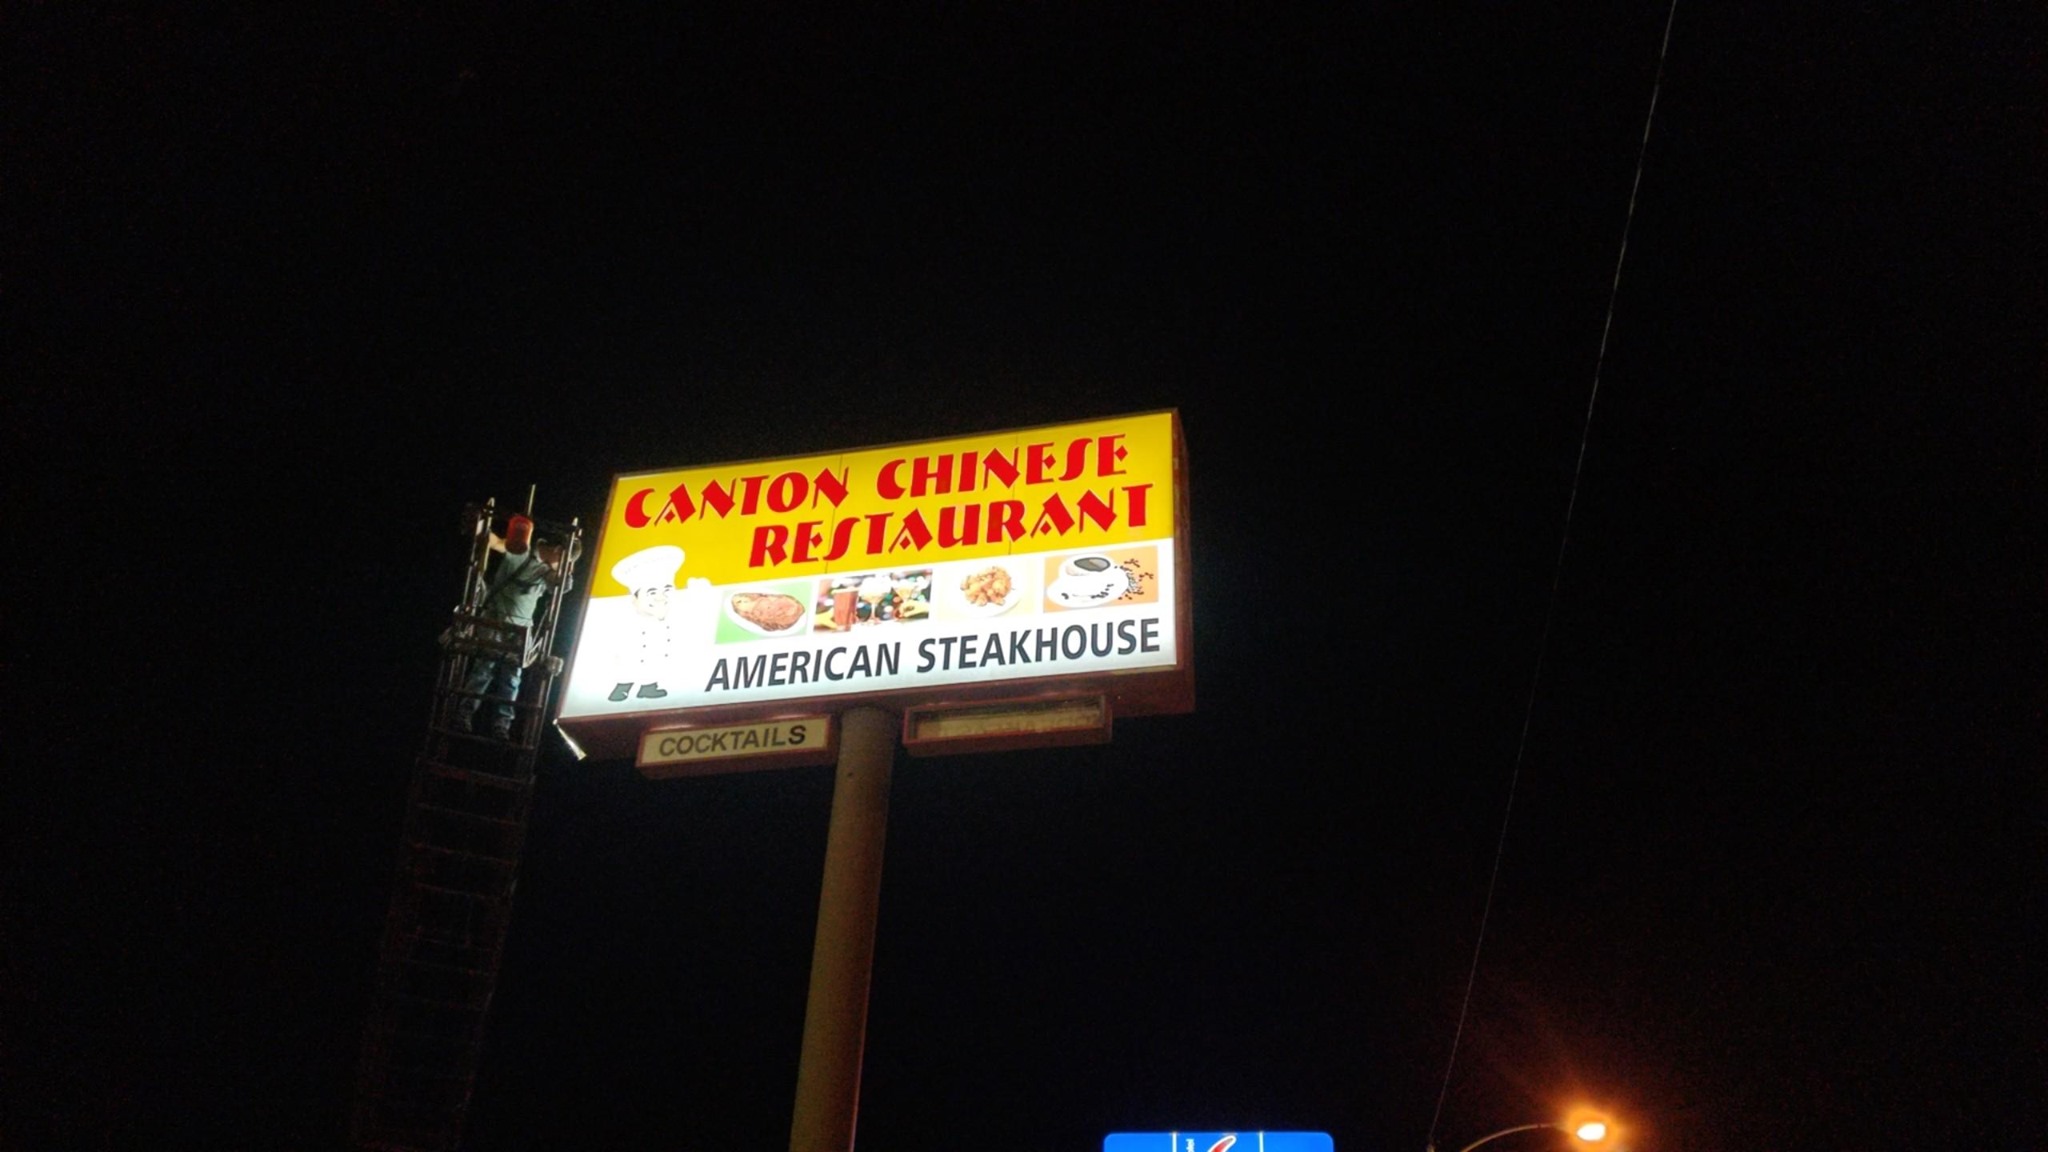 CANTON CHINESE
RESTAURANT
AMERICAN STEAKHOUSE
COCKTAILS